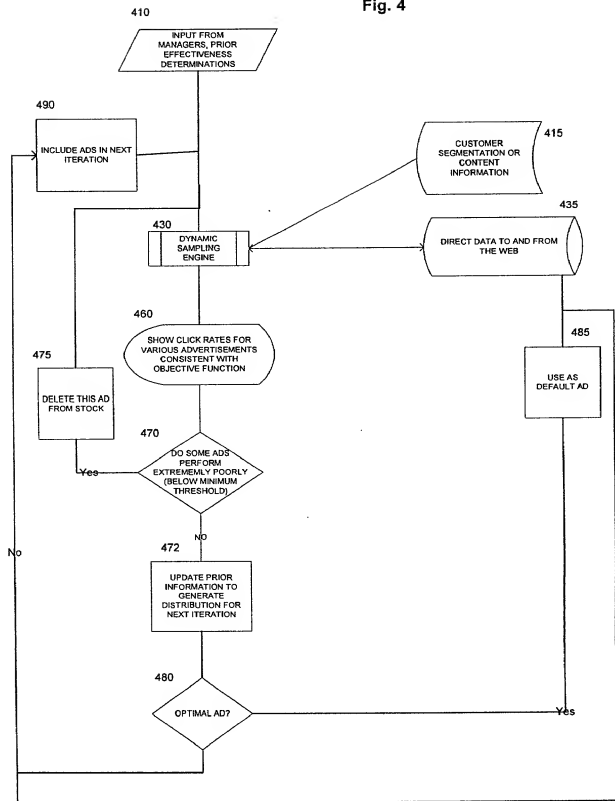 Fig. 4
410
INPUT FROM
MANAGERS, PRIOR
EFFECTIVENESS
DETERMINATIONS
490
INCLUDE ADS IN NEXT
ITERATION
415
CUSTOMER
SEGMENTATION OR
CONTENT
INFORMATION
435
DIRECT DATA TO AND FROM
THE WEB
430
DYNAMIC
SAMPLING
ENGINE
460
SHOW CLICK RATES FOR
VARIOUS ADVERTISEMENTS
CONSISTENT WITH
OBJECTIVE FUNCTION
475
DELETE THIS AD
FROM STOCK
485
USE AS
DEFAULT AD
470
DO SOME ADS
PERFORM
EXTREMEMLY POORLY
(BELOW MINIMUM
THRESHOLD)
Yes
NO
No
472
UPDATE PRIOR
INFORMATION TO
GENERATE
DISTRIBUTION FOR
NEXT ITERATION
480
OPTIMAL AD?
Yes